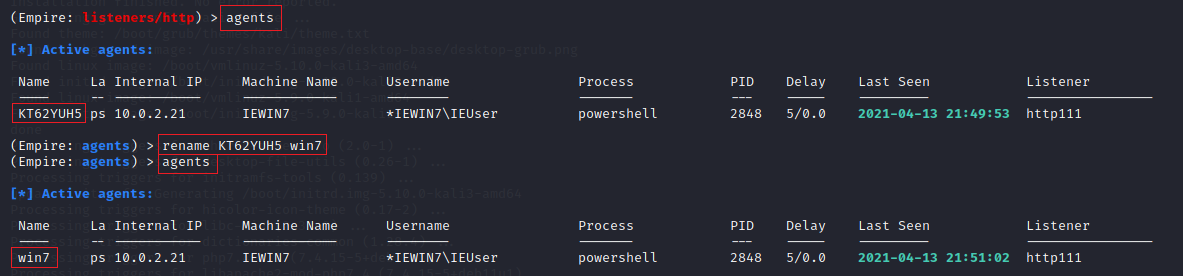 (Empire: listeners/http) > agents
[*] Active agents:
Name La Internal IP Machine Name Username Process PID Delay Last Seen Listener
KT62YUH5 ps 10.0.2.21 IEWIN7 *IEWIN7\IEUser powershell 2848 5/0.0 2021-04-13 21:49:53 http111
(Empire: agents) > rename KT62YUH5 win7
(Empire: agents) > agents
[*] Active agents:
Name La Internal IP Machine Name Username Process PID Delay Last Seen Listener
win7 ps 10.0.2.21 IEWIN7 *IEWIN7\IEUser powershell 2848 5/0.0 2021-04-13 21:51:02 http111